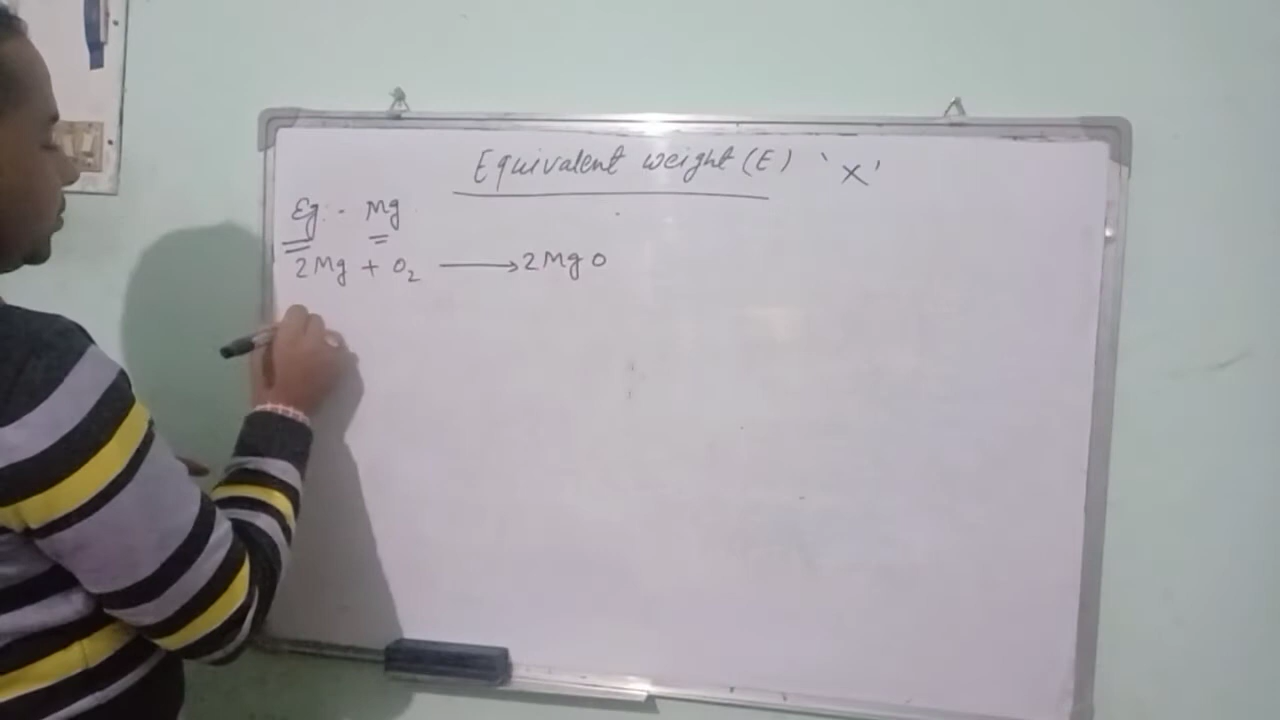 Equivalent weight (E) 'x'
Eg:- Mg
2Mg + O₂ ⟶ 2MgO